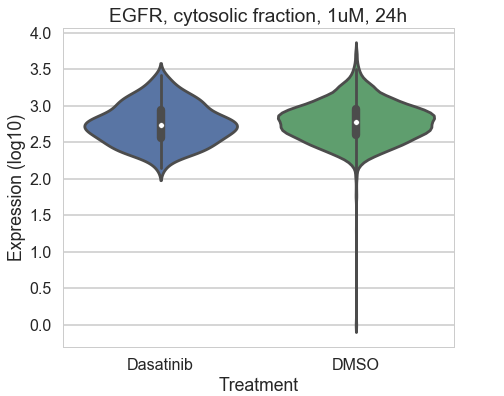 EGFR, cytosolic fraction, 1uM, 24h
Expression (log10)
4.0
3.5
3.0
2.5
2.0
1.5
1.0
0.5
0.0
Dasatinib DMSO
Treatment